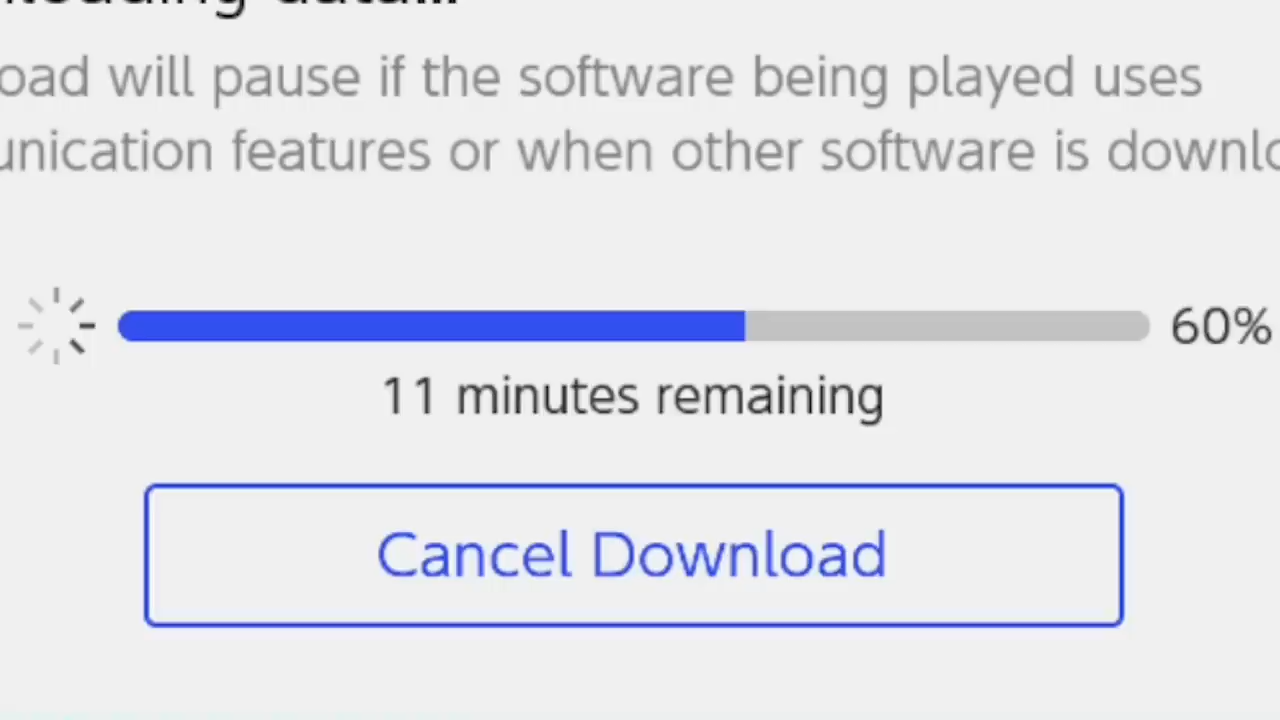 data...
oad will pause if the software being played uses
unication features or when other software is downlo
60%
11 minutes remaining
Cancel Download